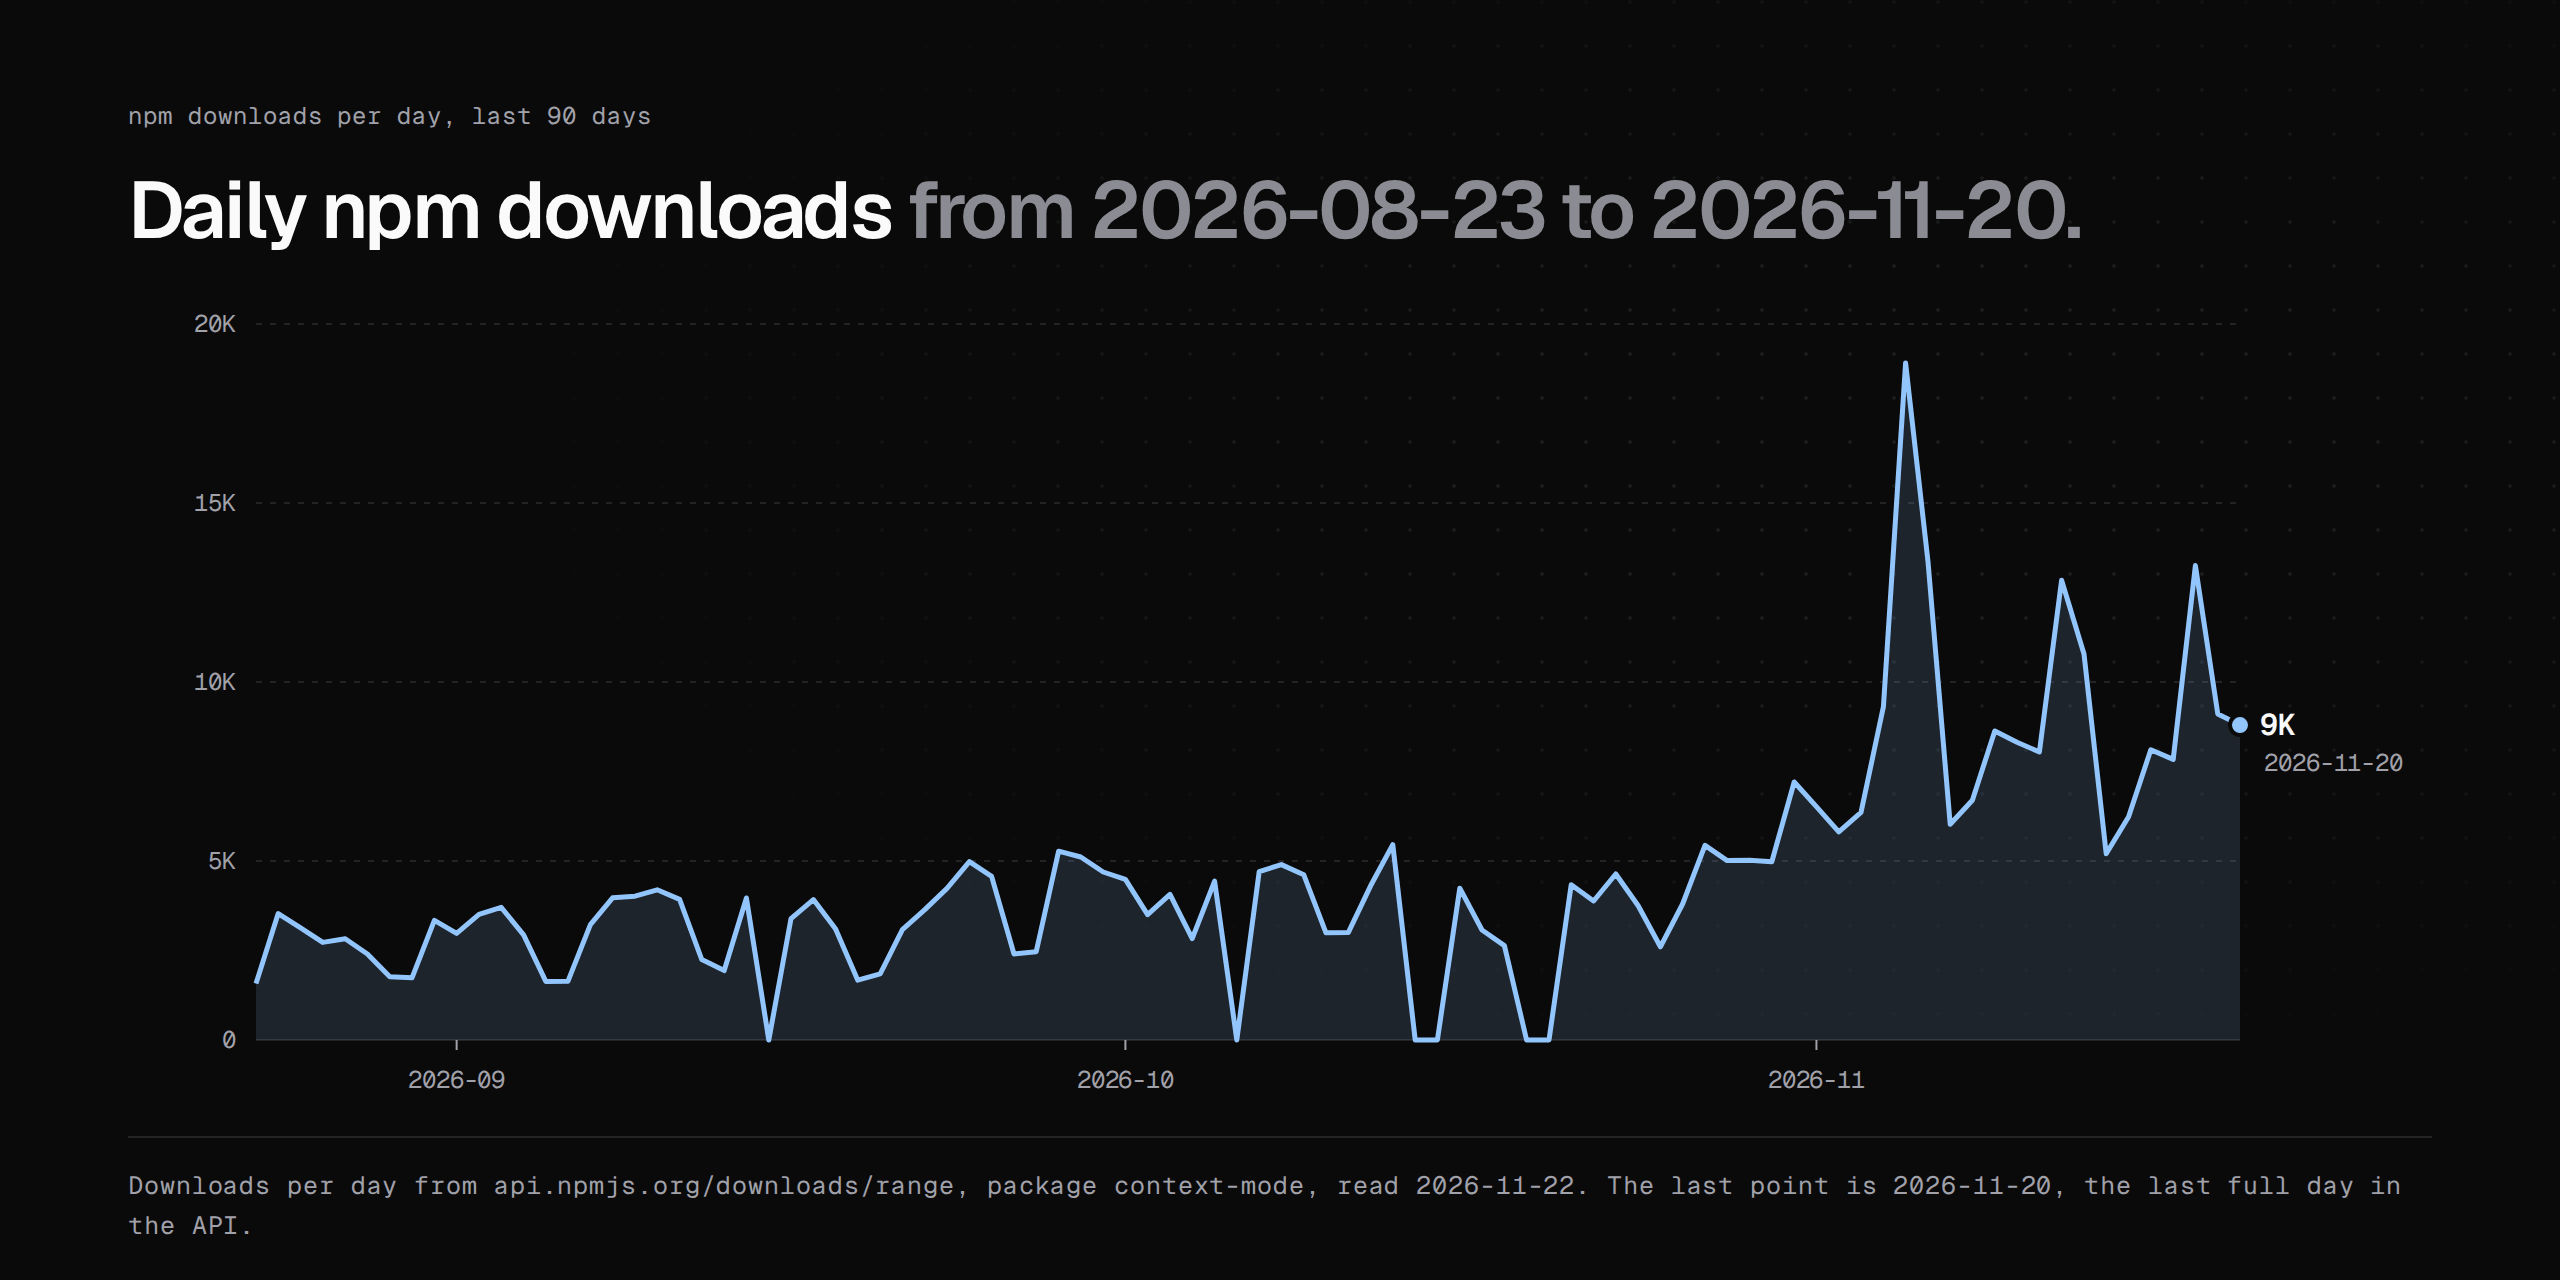 npm downloads per day, last 90 days
Daily npm downloads from 2026-08-23 to 2026-11-20.
20K
15K
10K
5K
0
9K
2026-11-20
2026-09
2026-10
2026-11
Downloads per day from api.npmjs.org/downloads/range, package context-mode, read 2026-11-22. The last point is 2026-11-20, the last full day in
the API.